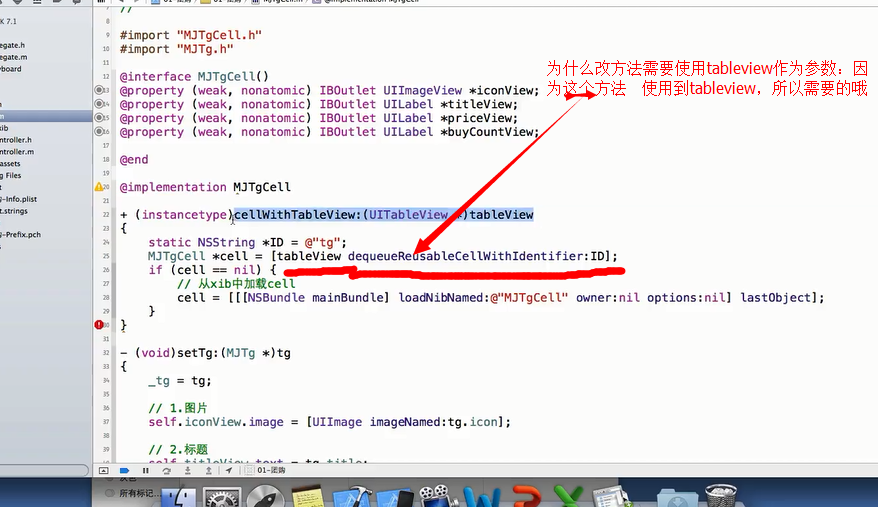 K 7.1
egate.h
egate.m
yboard
m
xib
ntroller.h
ntroller.m
assets
g Files
-Info.plist
t.strings
-Prefix.pch
#import "MJTgCell.h"
#import "MJTg.h"
@interface MJTgCell()
@property (weak, nonatomic) IBOutlet UIImageView *iconView;
@property (weak, nonatomic) IBOutlet UILabel *titleView;
@property (weak, nonatomic) IBOutlet UILabel *priceView;
@property (weak, nonatomic) IBOutlet UILabel *buyCountView;
@end
@implementation MJTgCell
+ (instancetype)cellWithTableView:(UITableView *)tableView
{
static NSString *ID = @"tg";
MJTgCell *cell = [tableView dequeueReusableCellWithIdentifier:ID];
if (cell == nil) {
// 从xib中加载cell
cell = [[[NSBundle mainBundle] loadNibNamed:@"MJTgCell" owner:nil options:nil] lastObject];
}
}
- (void)setTg:(MJTg *)tg
{
_tg = tg;
// 1.图片
self.iconView.image = [UIImage imageNamed:tg.icon];
// 2.标题
self.titleView.text = tg.title;
为什么改方法需要使用tableview作为参数：因
为这个方法 使用到tableview，所以需要的哦
01-团购
所有标记...